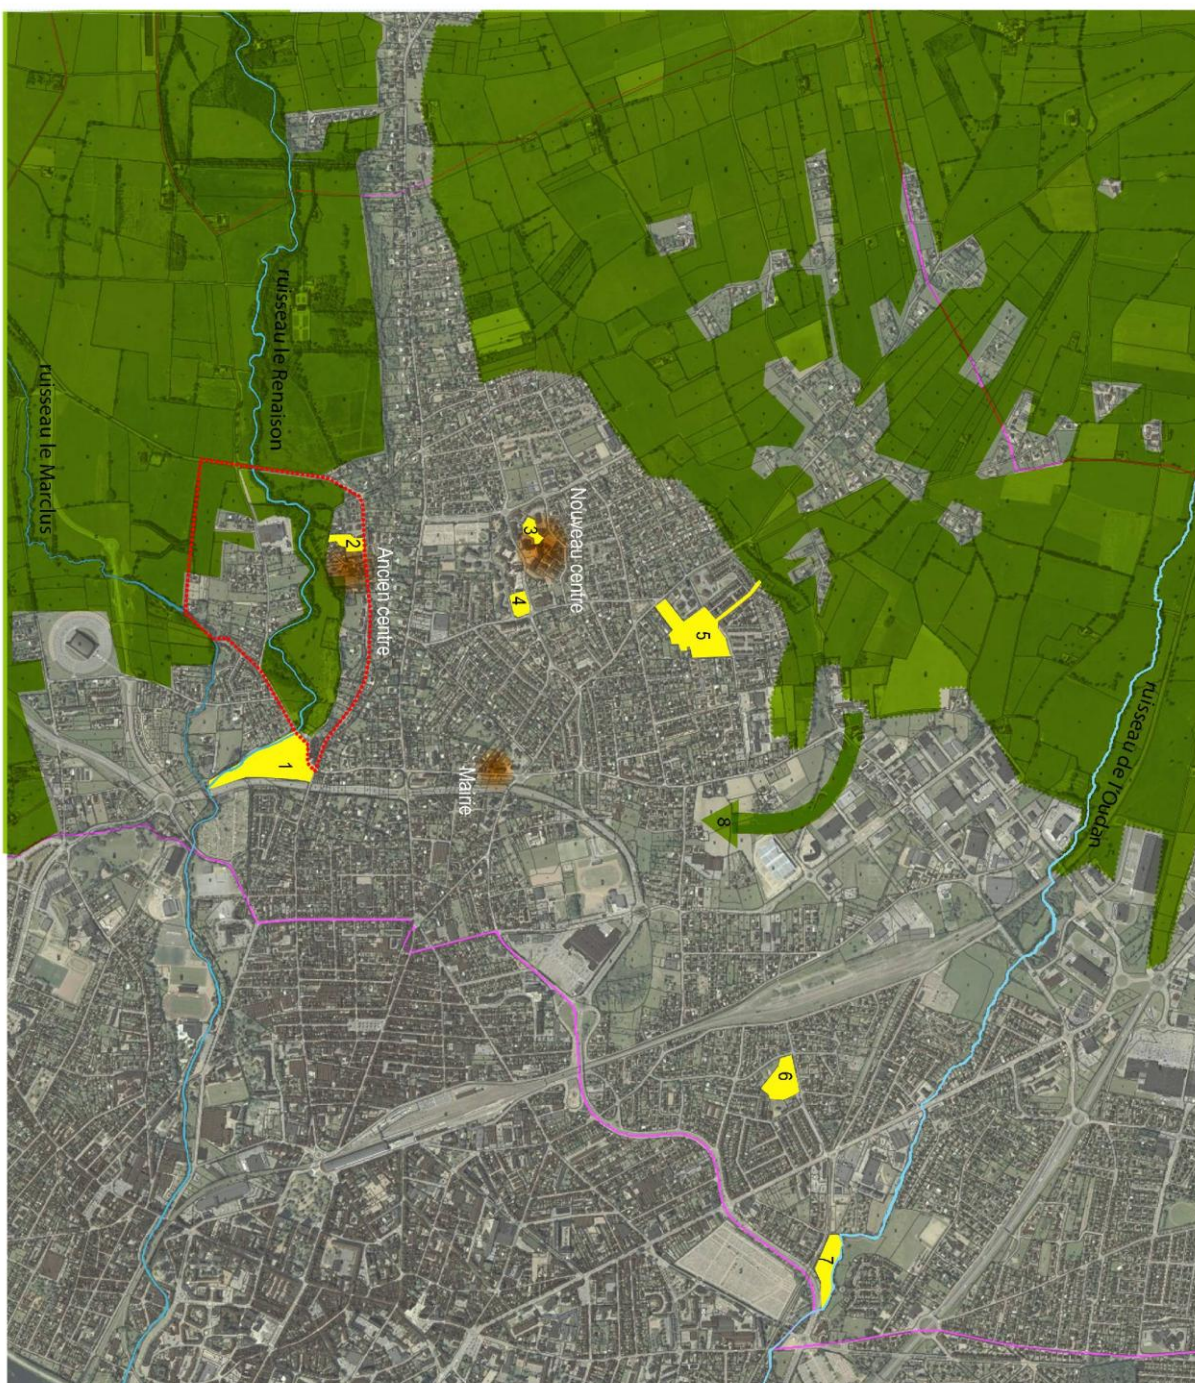 ruisseau le Marclus
ruisseau le Renaison
ruisseau de l'Oudan
Nouveau centre
Ancien centre
Mairie
1
2
3
4
5
6
7
8